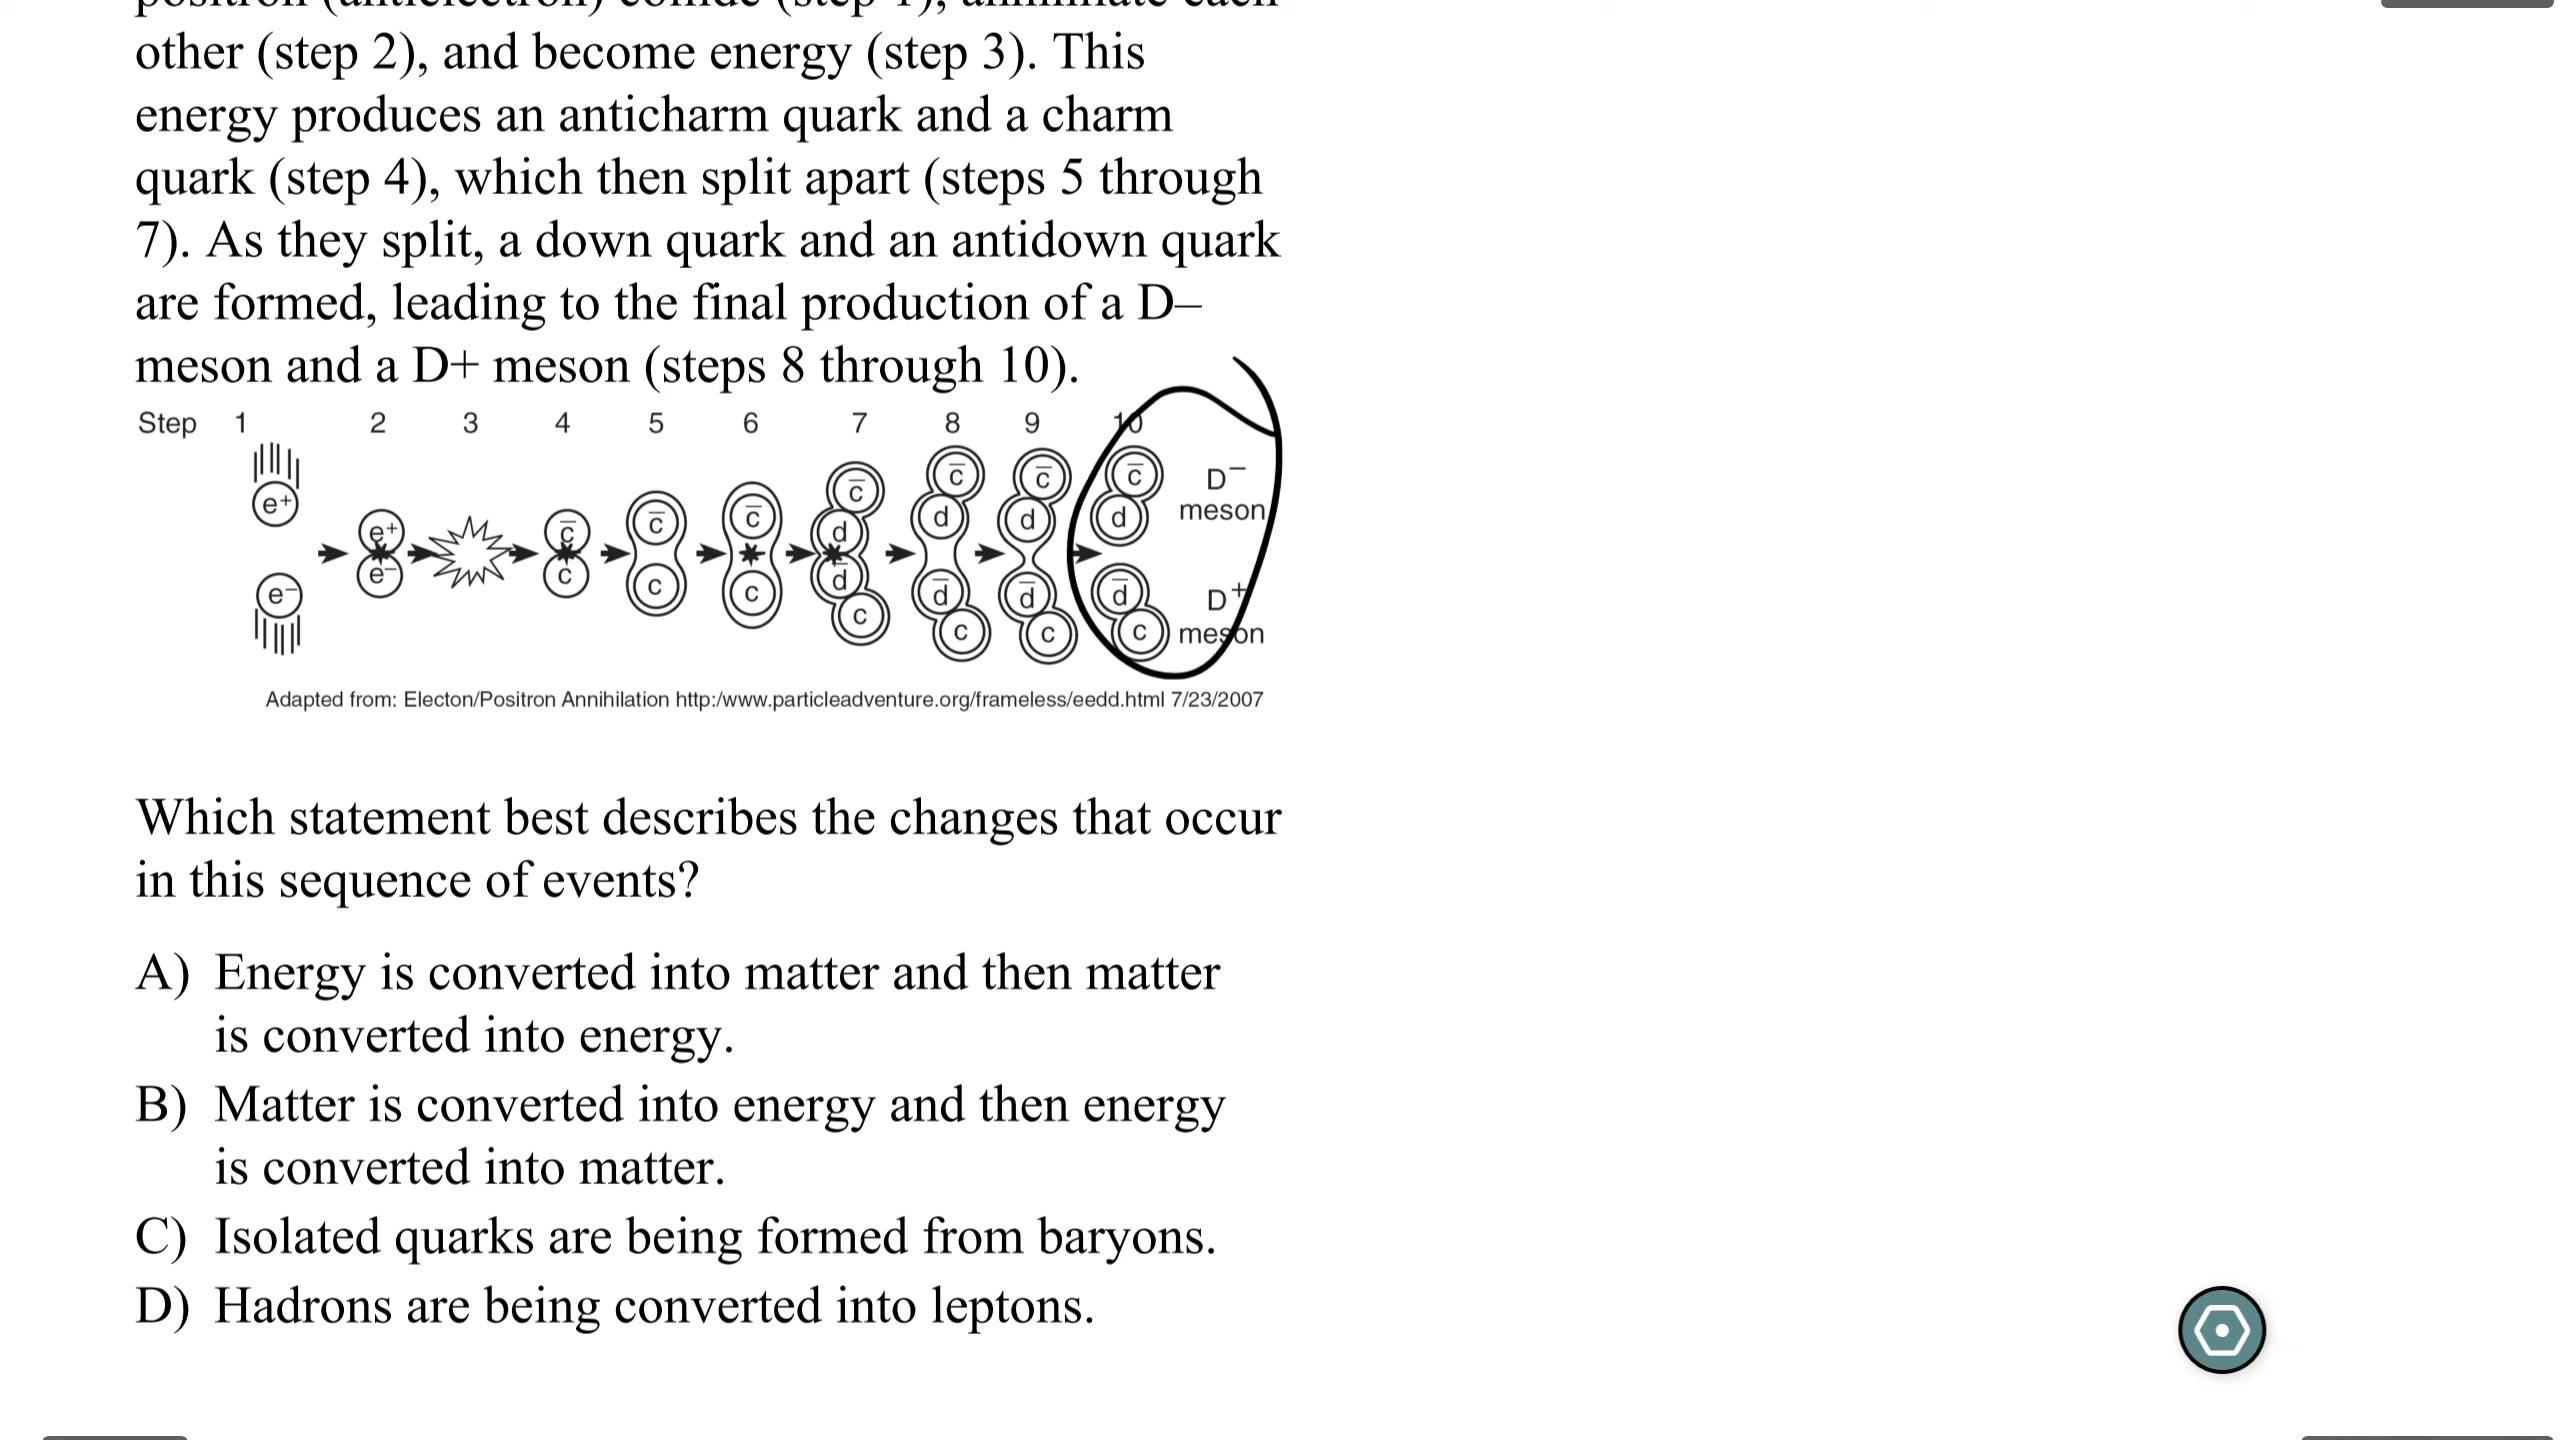 other (step 2), and become energy (step 3). This
energy produces an anticharm quark and a charm
quark (step 4), which then split apart (steps 5 through
7). As they split, a down quark and an antidown quark
are formed, leading to the final production of a D–
meson and a D+ meson (steps 8 through 10).
Step 1 2 3 4 5 6 7 8 9 10
e+ e+ e− e−
c̄ c
c̄ c
c̄ c
c̄ d d̄ c
c̄ d d̄ c
c̄ d d̄ c
c̄ d D− meson
d̄ c D+ meson
Adapted from: Electon/Positron Annihilation http:/www.particleadventure.org/frameless/eedd.html 7/23/2007
Which statement best describes the changes that occur
in this sequence of events?
A) Energy is converted into matter and then matter
is converted into energy.
B) Matter is converted into energy and then energy
is converted into matter.
C) Isolated quarks are being formed from baryons.
D) Hadrons are being converted into leptons.